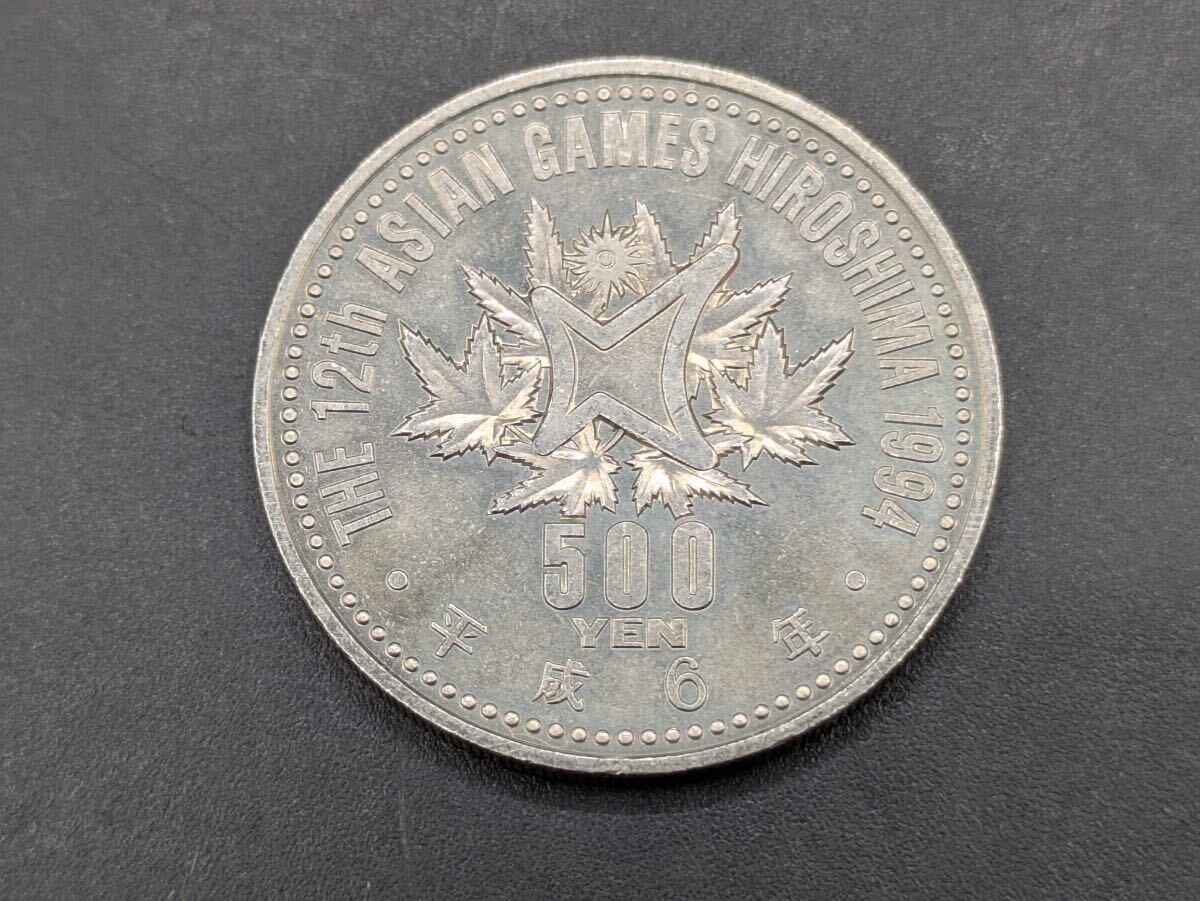 THE 12th ASIAN GAMES HIROSHIMA 1994
500
YEN
平成6年